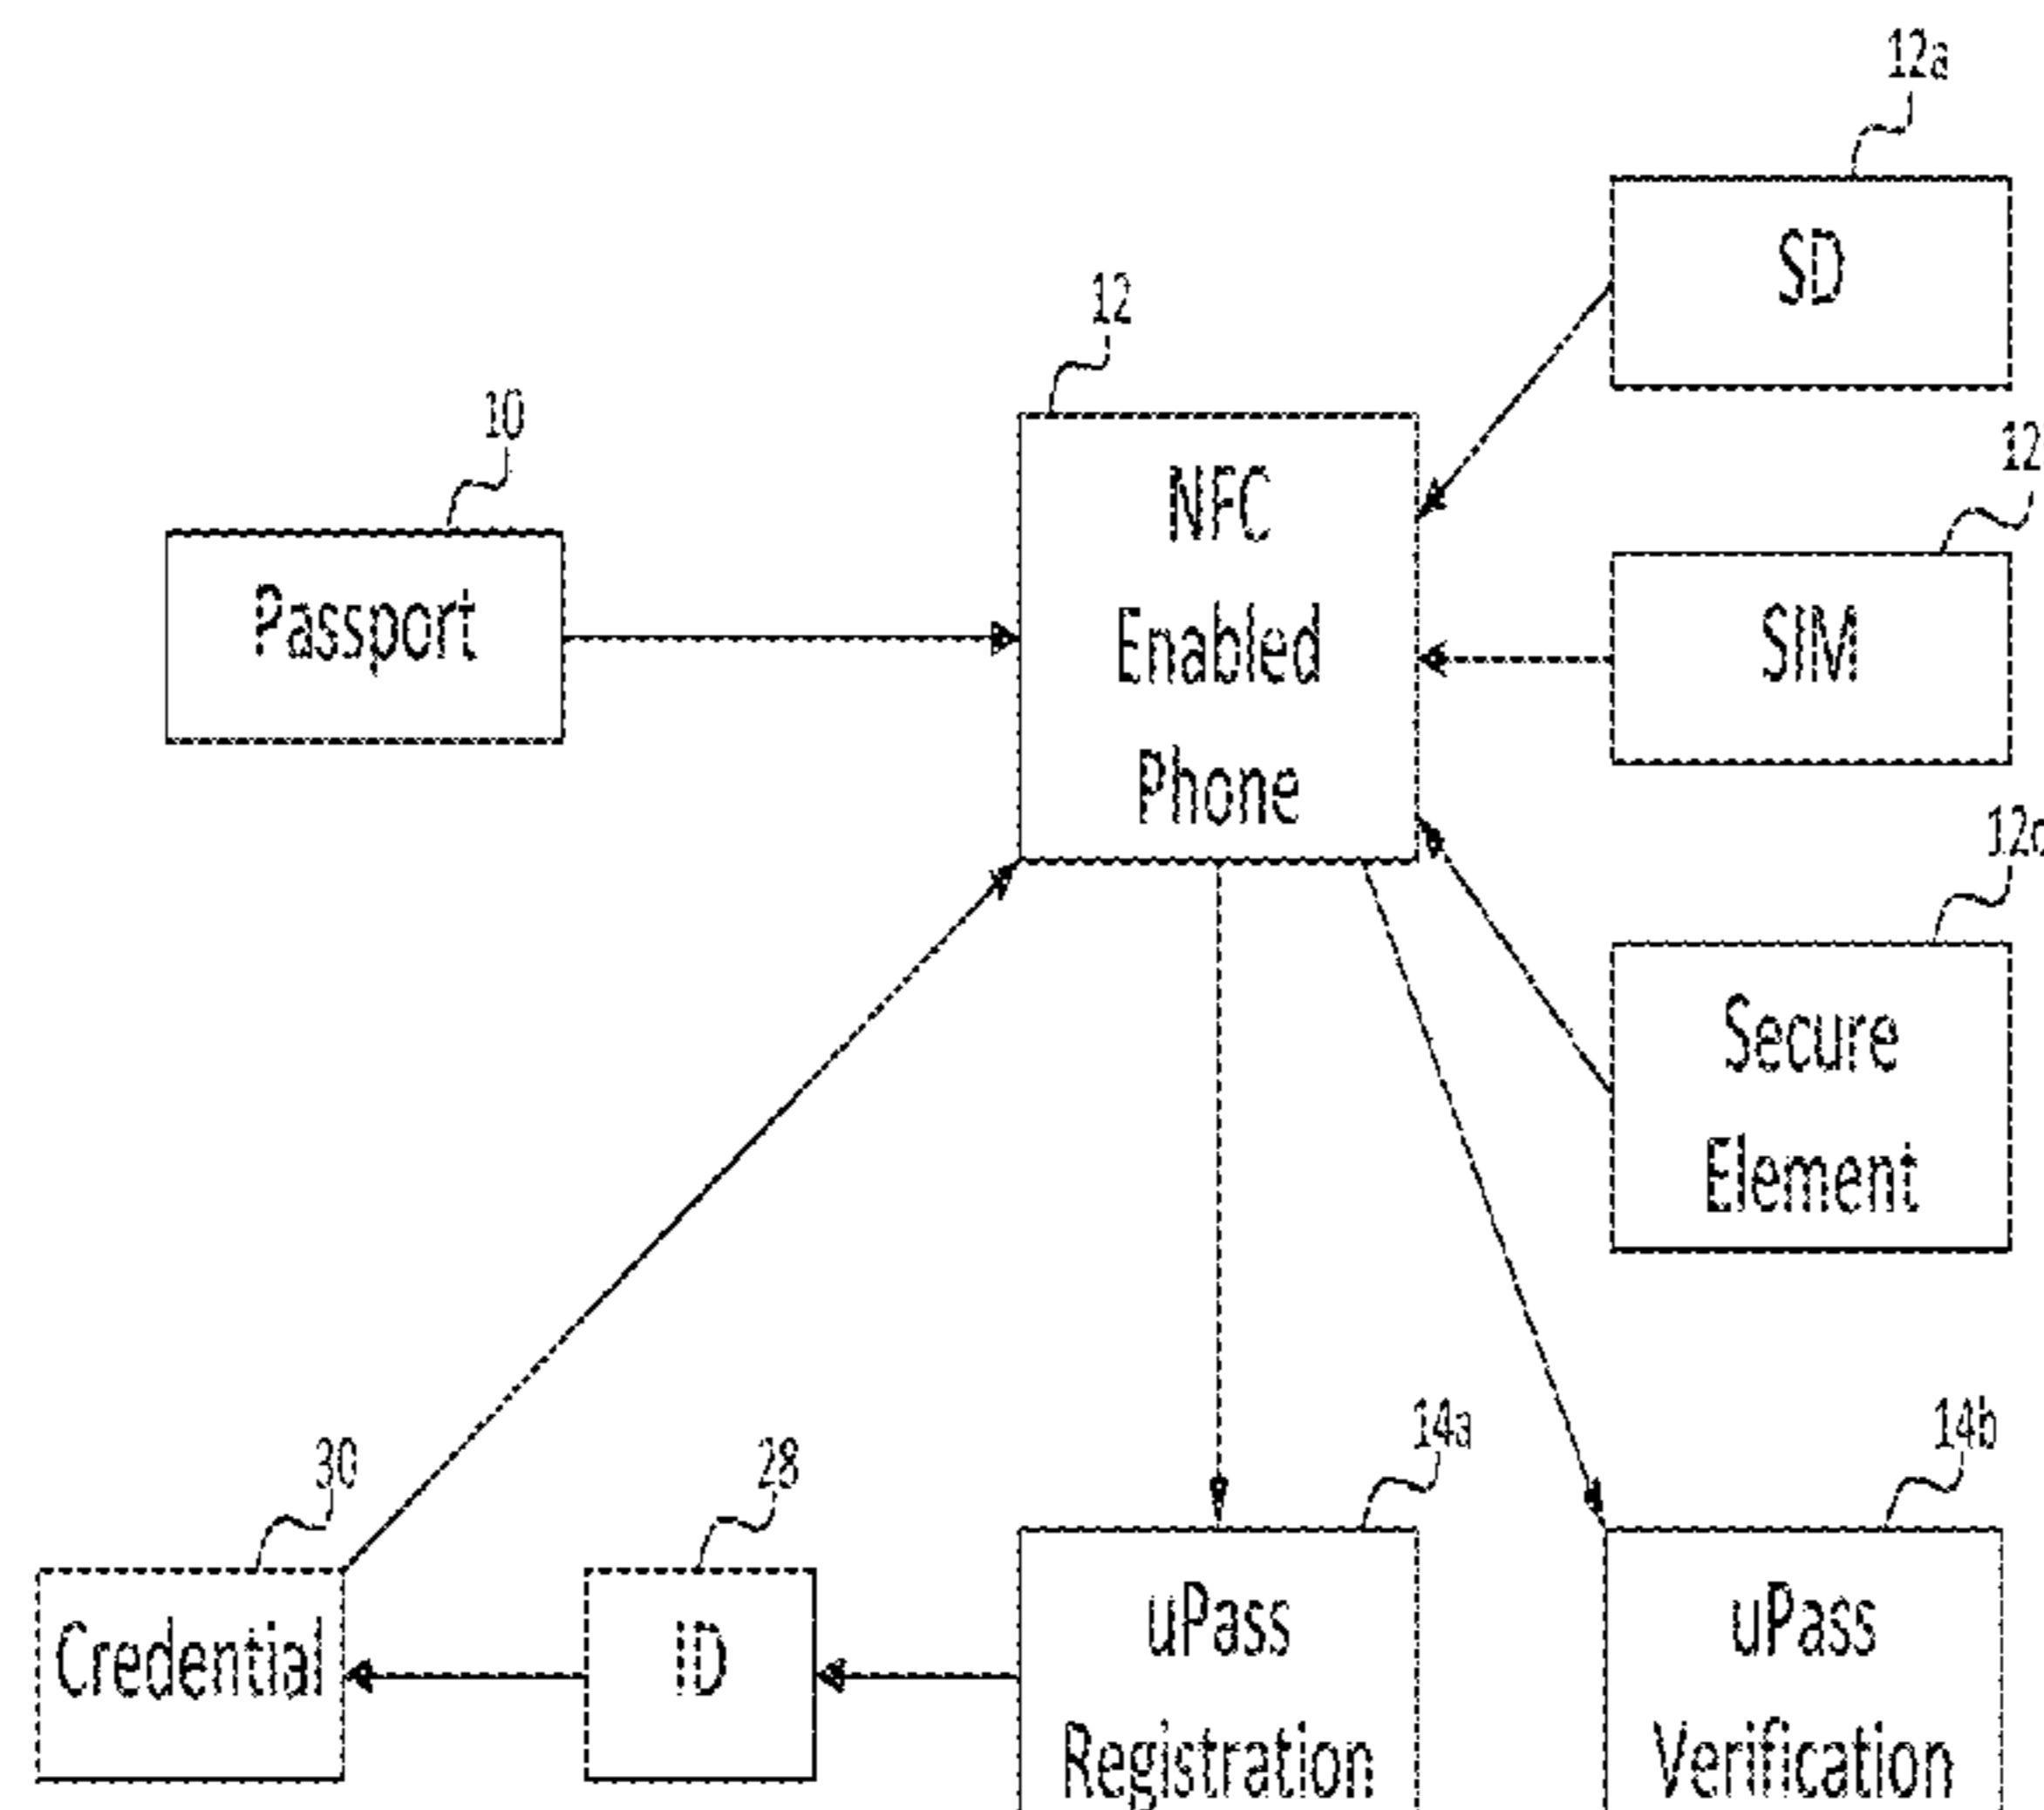 12a
SD
12
10
NFC
Enabled
Phone
Passport
12
SIM
Secure
Element
30
28
14a
14b
Credential
ID
uPass
Registration
uPass
Verification